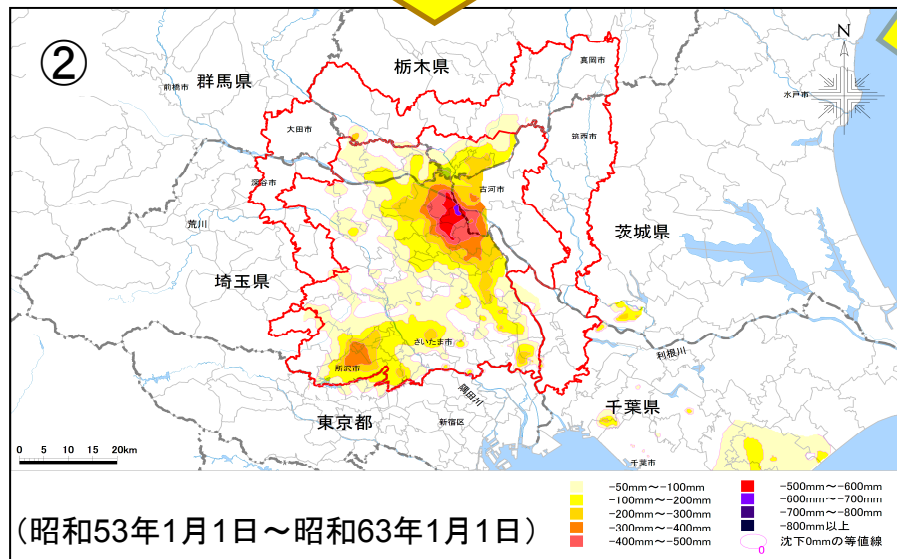 ②
N
栃木県
真岡市
群馬県
前橋市
水戸市
大田市
筑西市
深谷市
古河市
荒川
茨城県
埼玉県
さいたま市
利根川
所沢市
隅田川
千葉県
東京都
新宿区
0 5 10 15 20km
千葉市
-50mm～-100mm
-100mm～-200mm
-200mm～-300mm
-300mm～-400mm
-400mm～-500mm
-500mm～-600mm
-600mm～-700mm
-700mm～-800mm
-800mm以上
沈下0mmの等値線
0
(昭和53年1月1日～昭和63年1月1日)